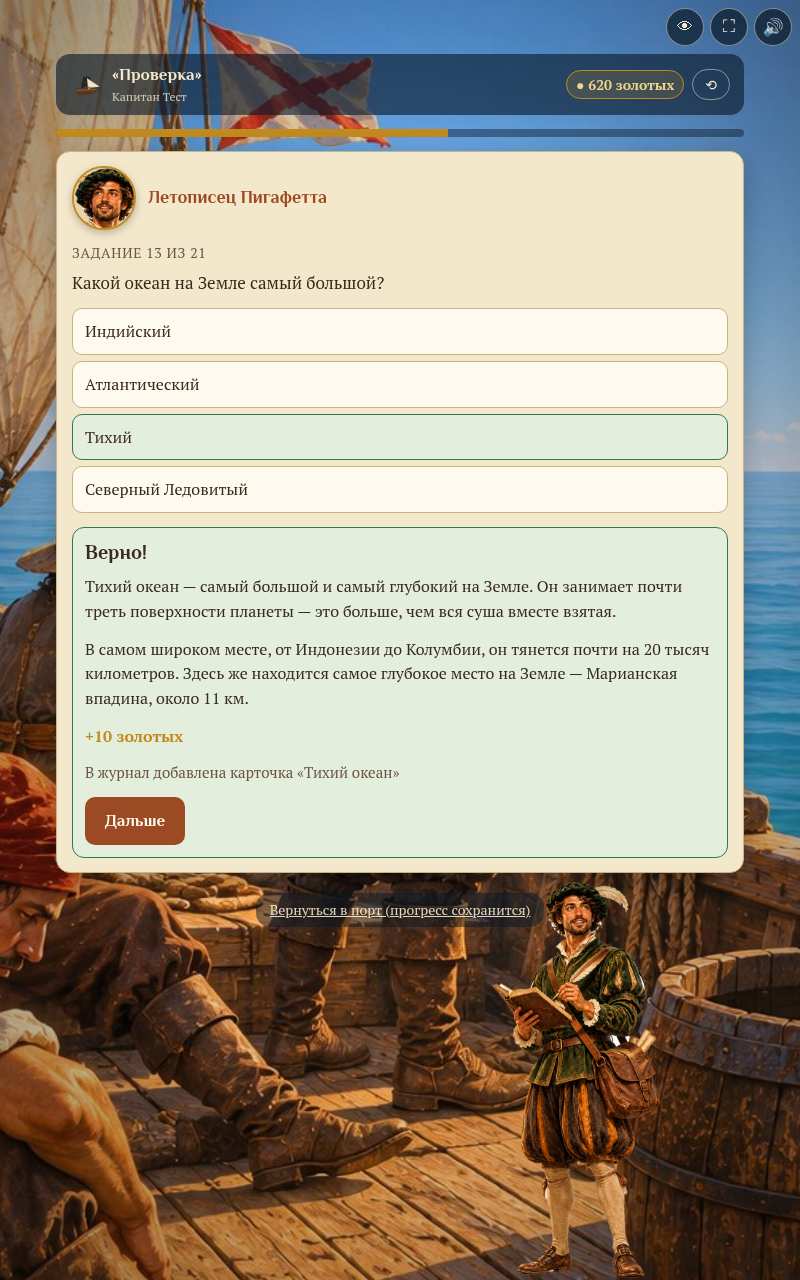 «Проверка»
Капитан Тест
● 620 золотых
Летописец Пигафетта
ЗАДАНИЕ 13 ИЗ 21
Какой океан на Земле самый большой?
Индийский
Атлантический
Тихий
Северный Ледовитый
Верно!
Тихий океан — самый большой и самый глубокий на Земле. Он занимает почти
треть поверхности планеты — это больше, чем вся суша вместе взятая.
В самом широком месте, от Индонезии до Колумбии, он тянется почти на 20 тысяч
километров. Здесь же находится самое глубокое место на Земле — Марианская
впадина, около 11 км.
+10 золотых
В журнал добавлена карточка «Тихий океан»
Дальше
Вернуться в порт (прогресс сохранится)